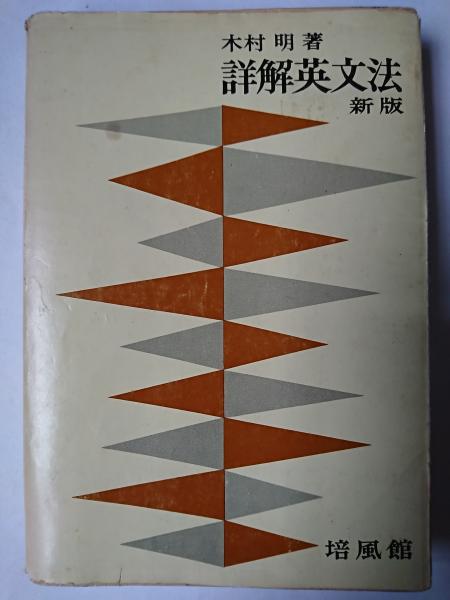 木村 明 著
詳解英文法
新版
培風館